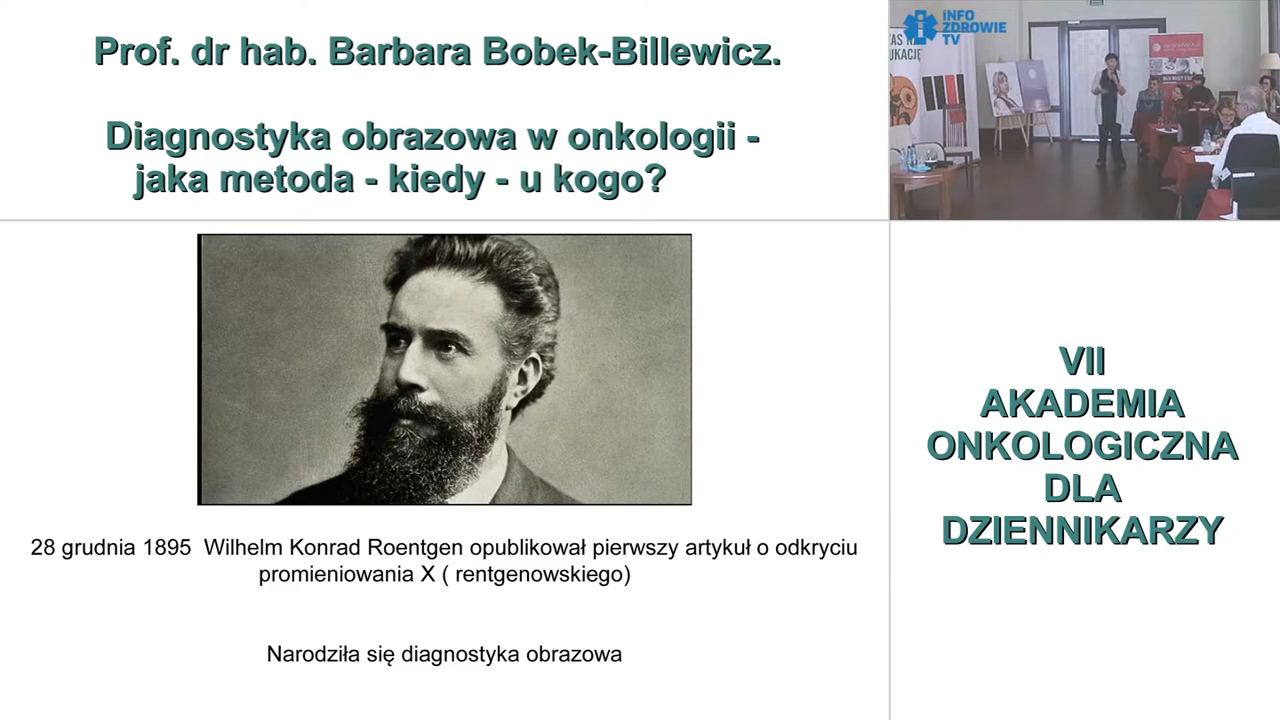 Prof. dr hab. Barbara Bobek-Billewicz.
Diagnostyka obrazowa w onkologii -
jaka metoda - kiedy - u kogo?
INFO
ZDROWIE
TV
28 grudnia 1895 Wilhelm Konrad Roentgen opublikował pierwszy artykuł o odkryciu
promieniowania X ( rentgenowskiego)
Narodziła się diagnostyka obrazowa
VII
AKADEMIA
ONKOLOGICZNA
DLA
DZIENNIKARZY